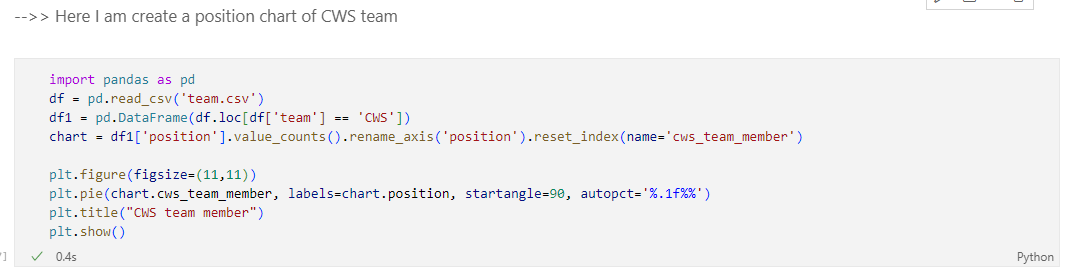 -->> Here I am create a position chart of CWS team
import pandas as pd
df = pd.read_csv('team.csv')
df1 = pd.DataFrame(df.loc[df['team'] == 'CWS'])
chart = df1['position'].value_counts().rename_axis('position').reset_index(name='cws_team_member')
plt.figure(figsize=(11,11))
plt.pie(chart.cws_team_member, labels=chart.position, startangle=90, autopct='%.1f%%')
plt.title("CWS team member")
plt.show()
] ✓ 0.4s Python